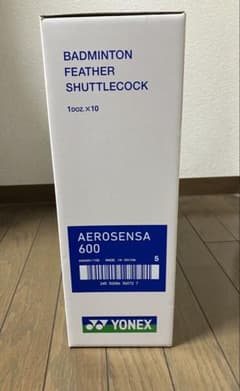 BADMINTON
FEATHER
SHUTTLECOCK
1DOZ.×10
AEROSENSA
600
5
YONEX